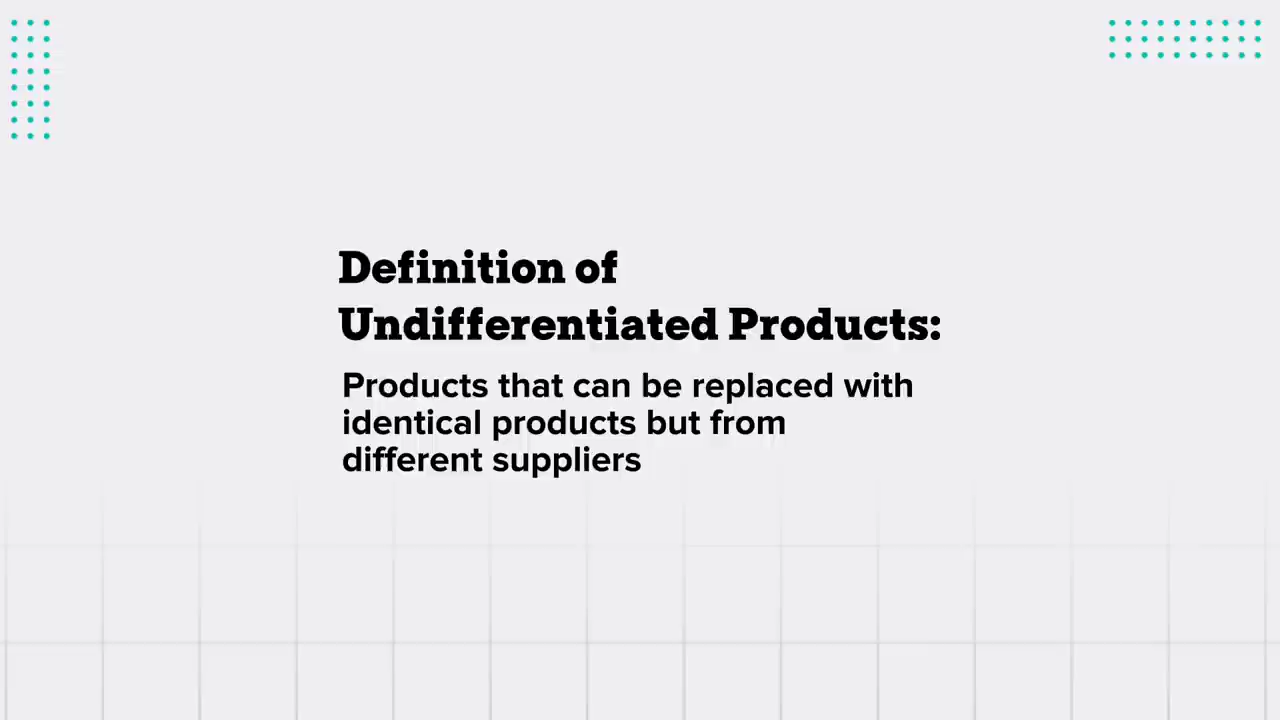 Definition of
Undifferentiated Products:
Products that can be replaced with
identical products but from
different suppliers